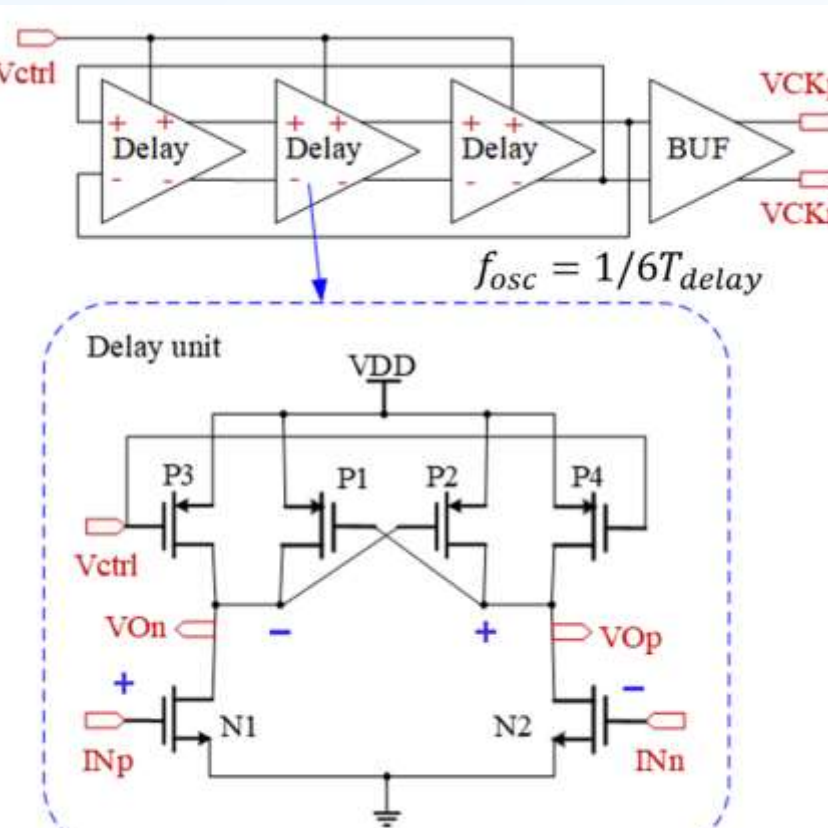 Vctrl
+ + + + + +
Delay Delay Delay BUF
- - - - - -
VCK
VCK
f_osc = 1/6T_delay
Delay unit
VDD
P3 P1 P2 P4
Vctrl
VOn - + VOp
+ -
INp N1 N2 INn